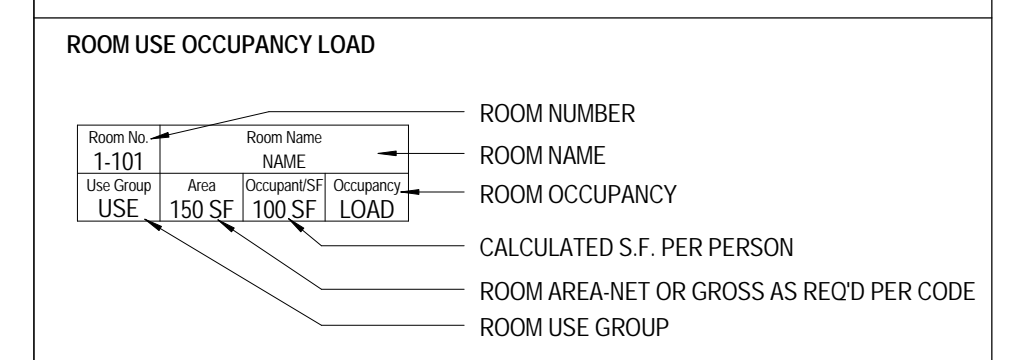 ROOM USE OCCUPANCY LOAD
ROOM NUMBER
Room No. Room Name
1-101 NAME
ROOM NAME
Use Group Area Occupant/SF Occupancy
USE 150 SF 100 SF LOAD
ROOM OCCUPANCY
CALCULATED S.F. PER PERSON
ROOM AREA-NET OR GROSS AS REQ'D PER CODE
ROOM USE GROUP